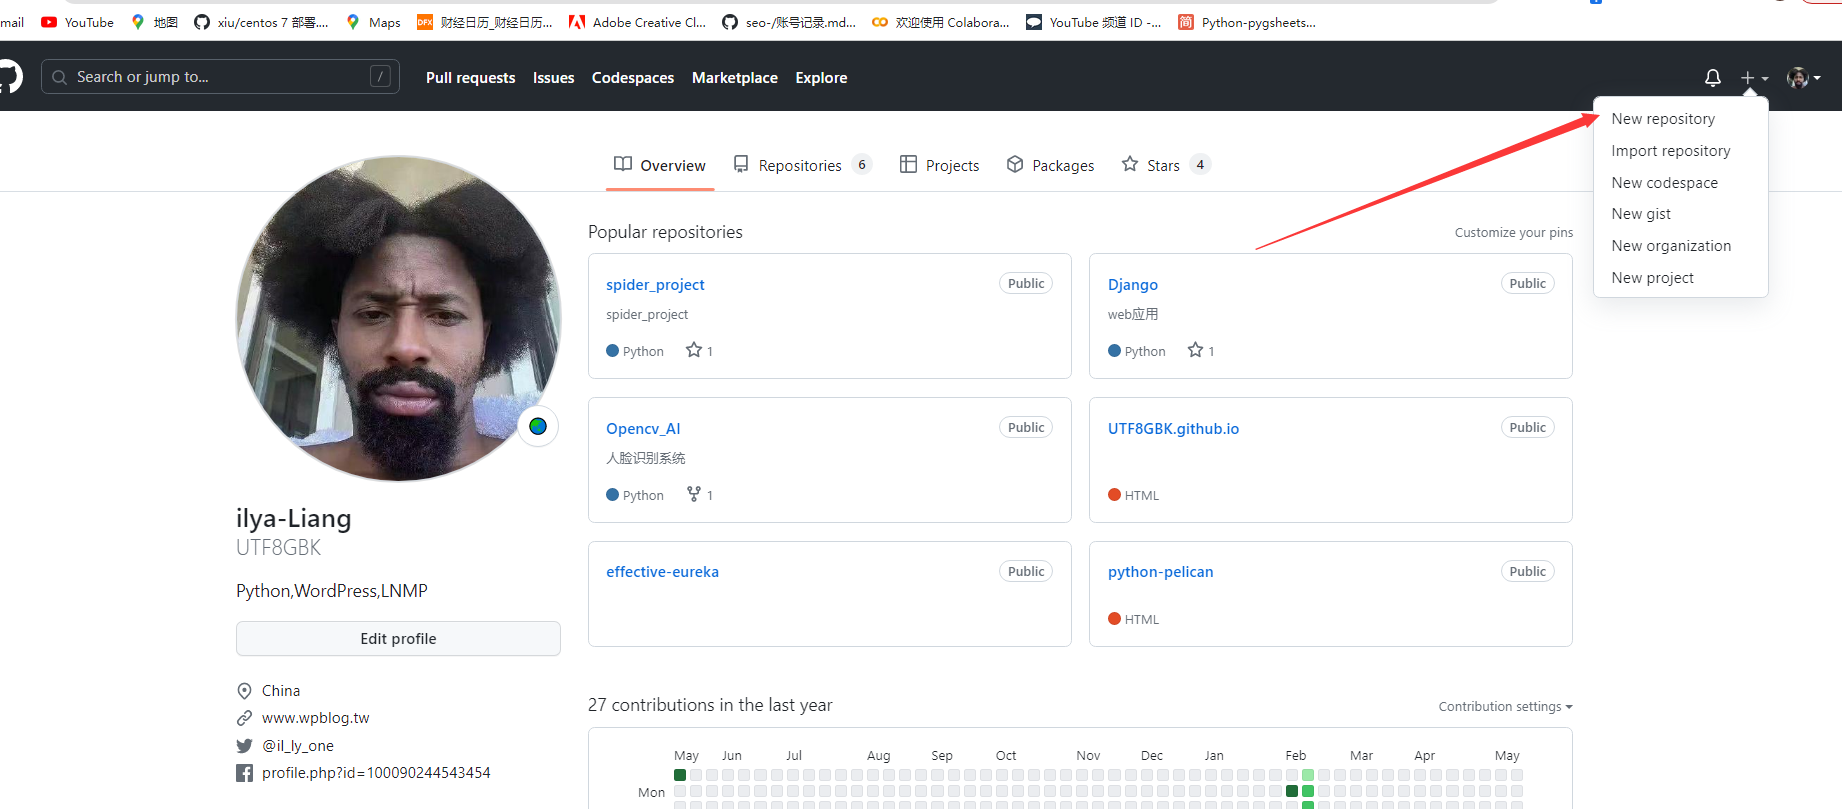 mail YouTube 地图 xiu/centos 7 部署.... Maps 财经日历_财经日历... Adobe Creative Cl... seo-/账号记录.md... 欢迎使用 Colabora... YouTube 频道 ID -... Python-pygsheets...
Search or jump to... / Pull requests Issues Codespaces Marketplace Explore
New repository
Import repository
New codespace
New gist
New organization
New project
Overview Repositories 6 Projects Packages Stars 4
Popular repositories Customize your pins
spider_project Public
spider_project
Python 1
Django Public
web应用
Python 1
Opencv_AI Public
人脸识别系统
Python 1
UTF8GBK.github.io Public
HTML
effective-eureka Public
python-pelican Public
HTML
ilya-Liang
UTF8GBK
Python,WordPress,LNMP
Edit profile
China
www.wpblog.tw
@il_ly_one
profile.php?id=100090244543454
27 contributions in the last year Contribution settings
May Jun Jul Aug Sep Oct Nov Dec Jan Feb Mar Apr May
Mon